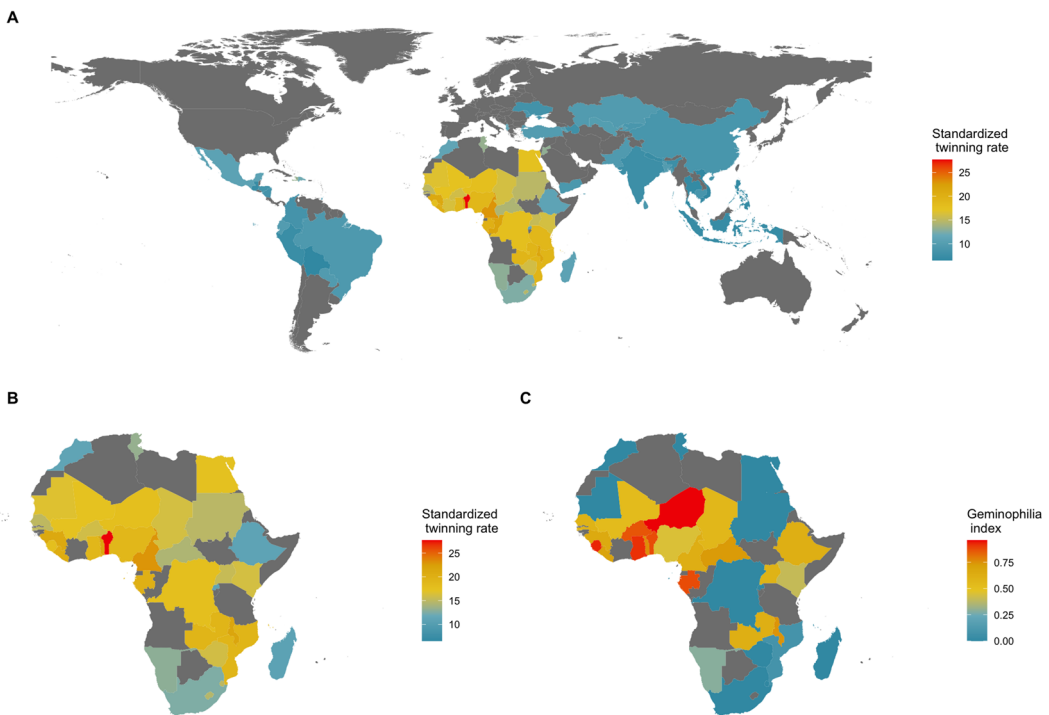 A
Standardized
twinning rate
25
20
15
10
B
C
Standardized
twinning rate
25
20
15
10
Geminophilia
index
0.75
0.50
0.25
0.00